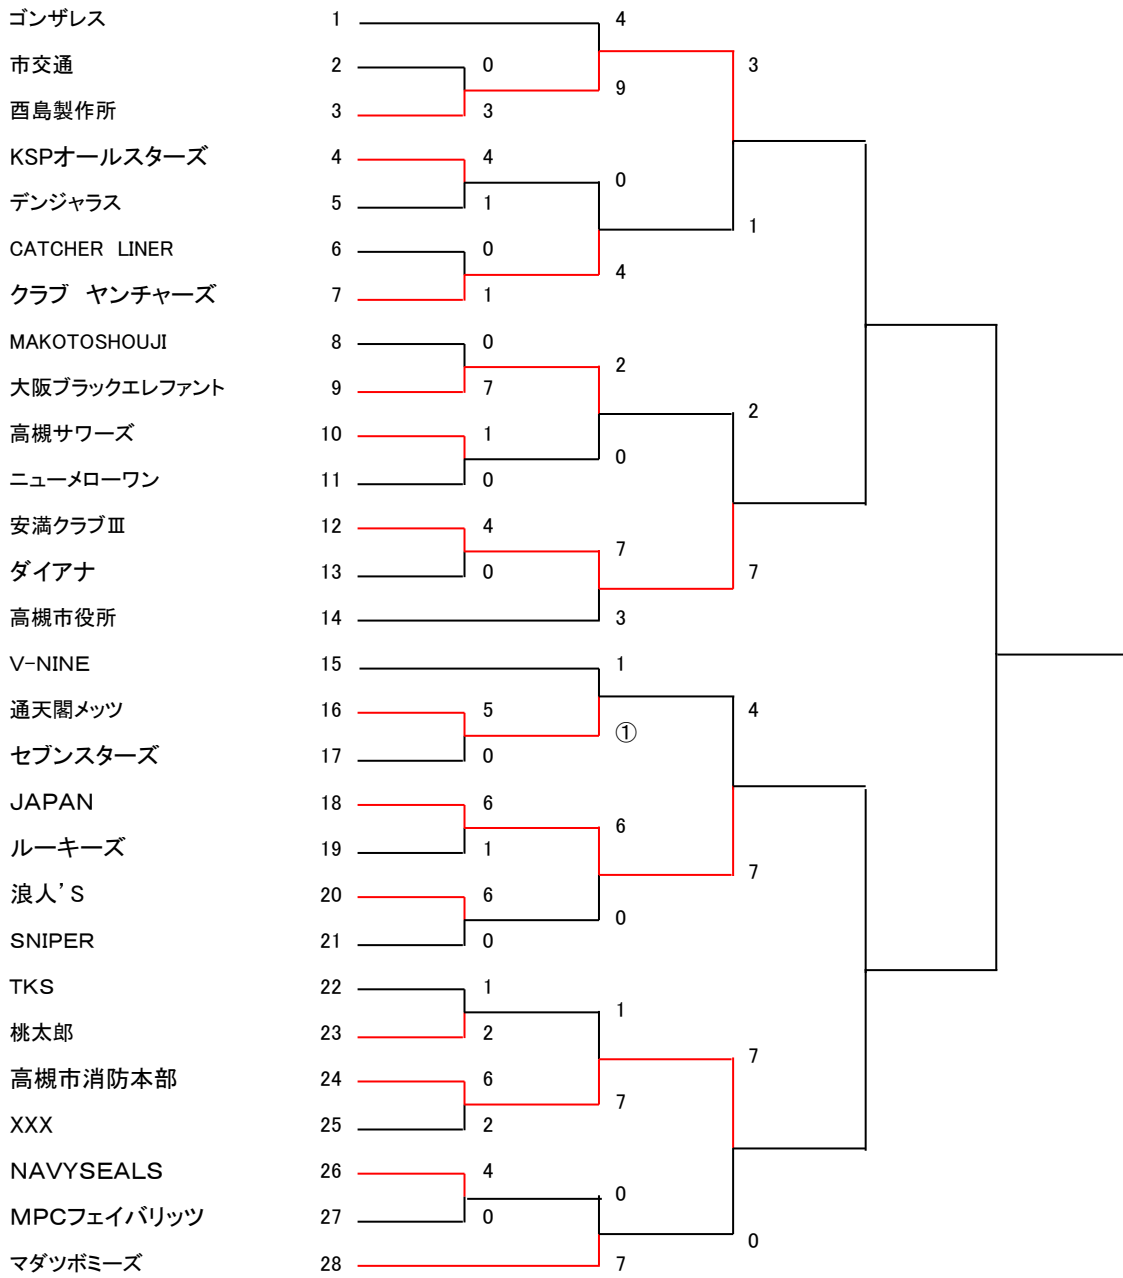 ゴンザレス 1 4
市交通 2 0 3
9
酉島製作所 3 3
KSPオールスターズ 4 4
0
デンジャラス 5 1
1
CATCHER LINER 6 0
4
クラブ ヤンチャーズ 7 1
MAKOTOSHOUJI 8 0
2
大阪ブラックエレファント 9 7
2
高槻サワーズ 10 1
0
ニューメローワン 11 0
安満クラブⅢ 12 4
7
ダイアナ 13 0 7
高槻市役所 14 3
V-NINE 15 1
通天閣メッツ 16 5 4
①
セブンスターズ 17 0
JAPAN 18 6
6
ルーキーズ 19 1
7
浪人’S 20 6
0
SNIPER 21 0
TKS 22 1
1
桃太郎 23 2
7
高槻市消防本部 24 6
7
XXX 25 2
NAVYSEALS 26 4
0
MPCフェイバリッツ 27 0
0
マダツボミーズ 28 7